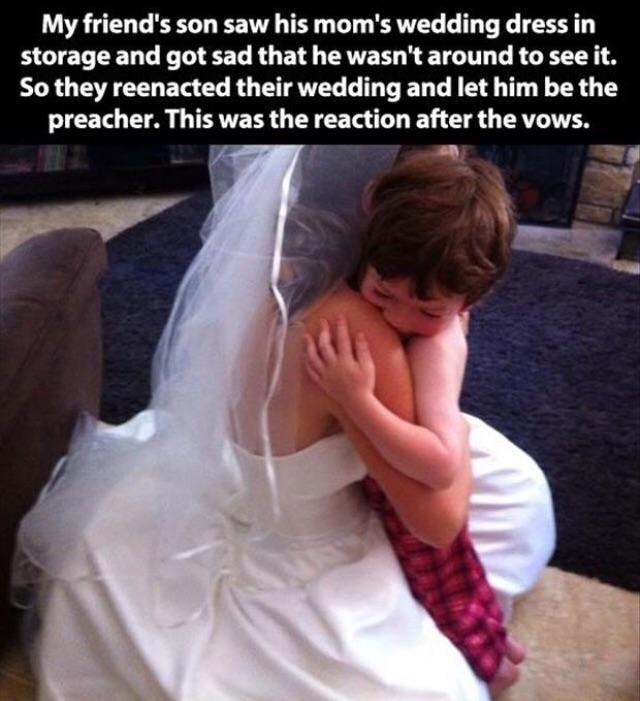 My friend's son saw his mom's wedding dress in
storage and got sad that he wasn't around to see it.
So they reenacted their wedding and let him be the
preacher. This was the reaction after the vows.